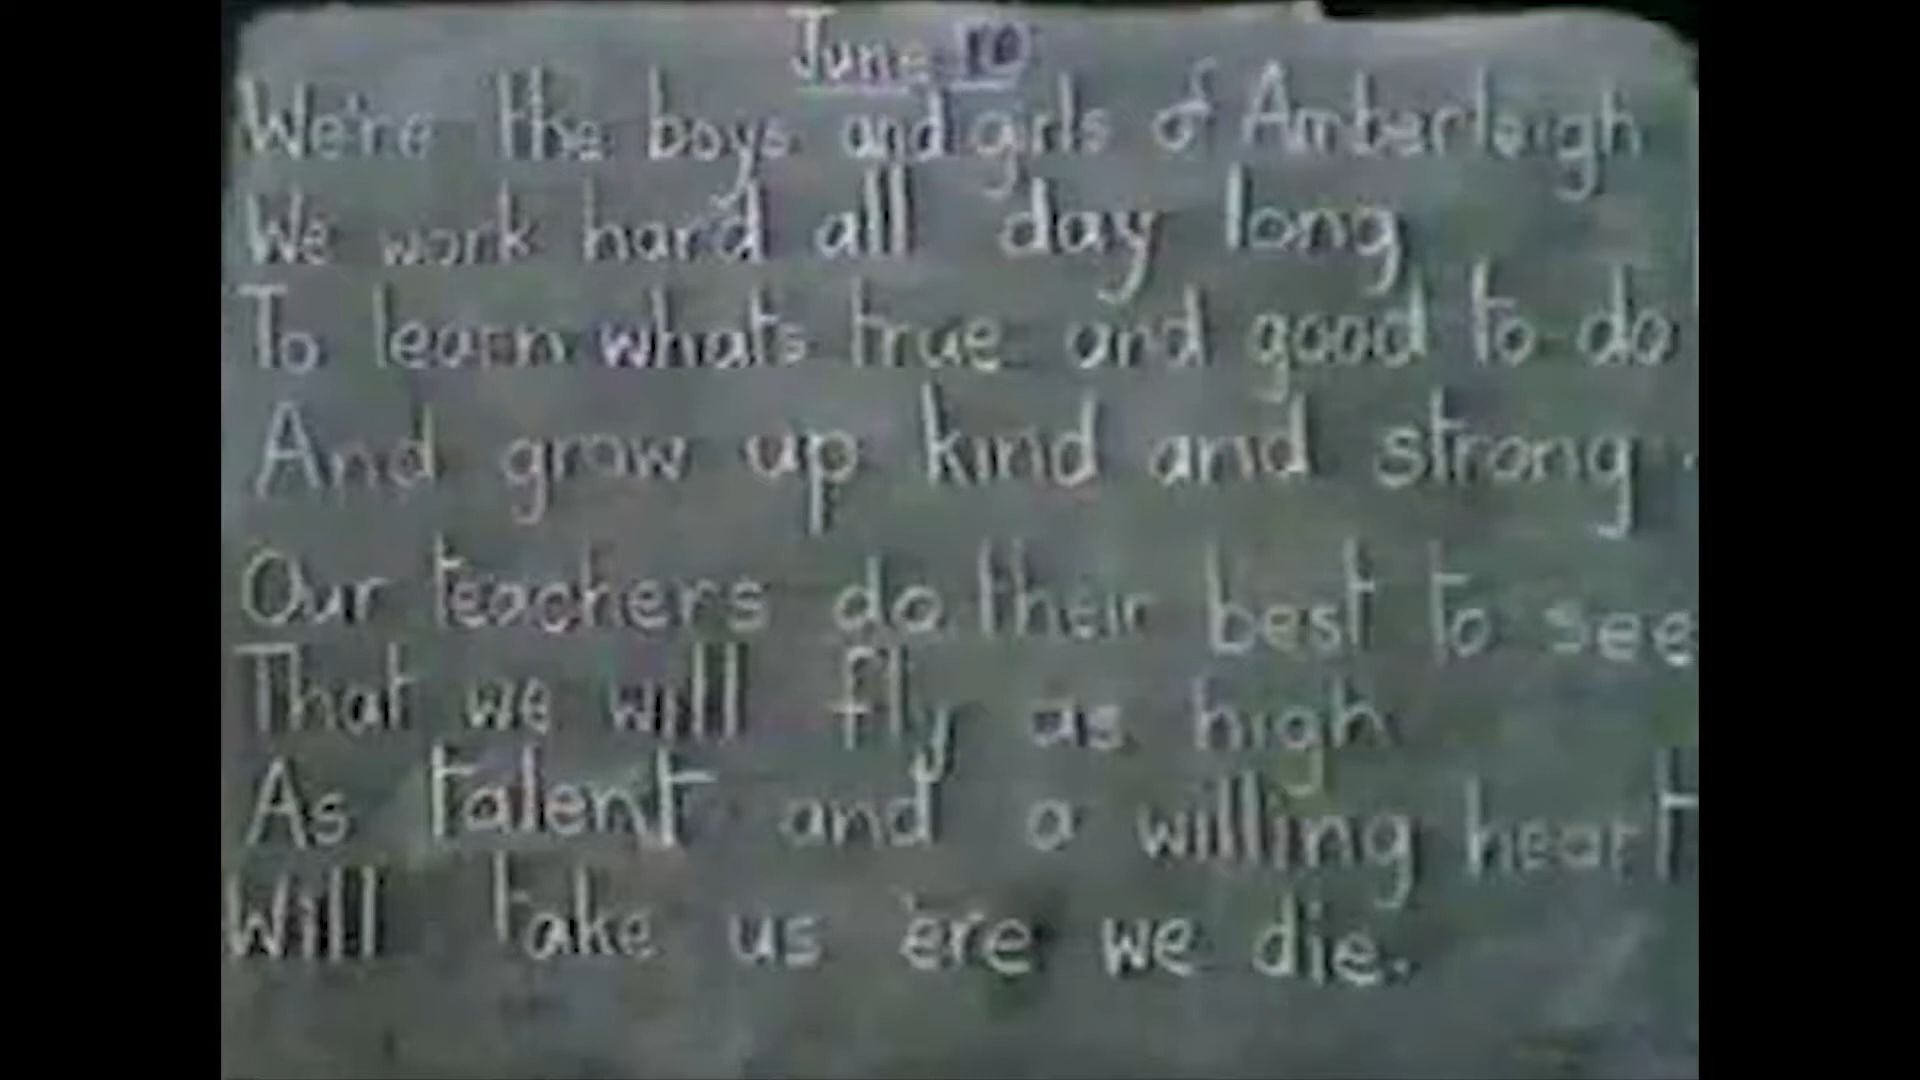 June 10
We're the boys and girls of Amberleigh
We work hard all day long
To learn whats true and good to do
And grow up kind and strong.
Our teachers do their best to see
That we will fly as high
As talent and a willing heart
Will take us 'ere we die.